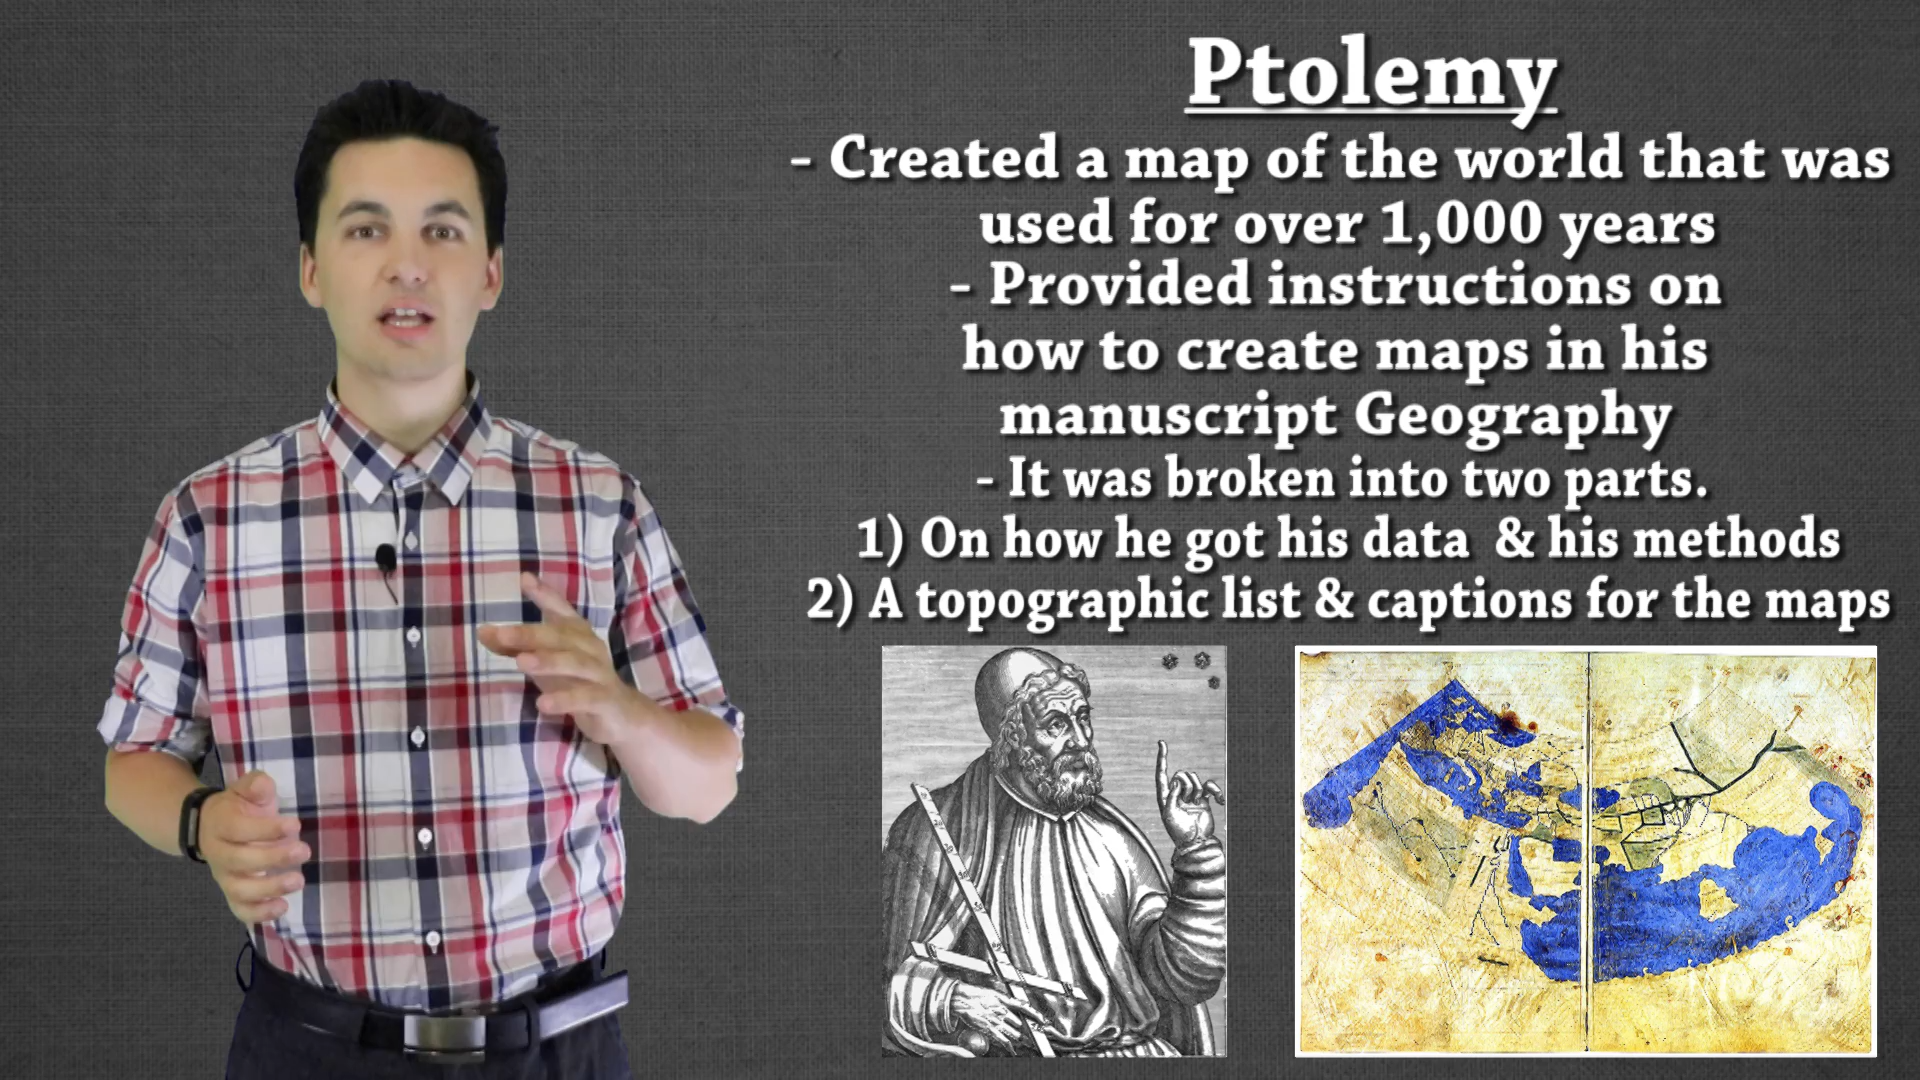 Ptolemy
- Created a map of the world that was
used for over 1,000 years
- Provided instructions on
how to create maps in his
manuscript Geography
- It was broken into two parts.
1) On how he got his data & his methods
2) A topographic list & captions for the maps